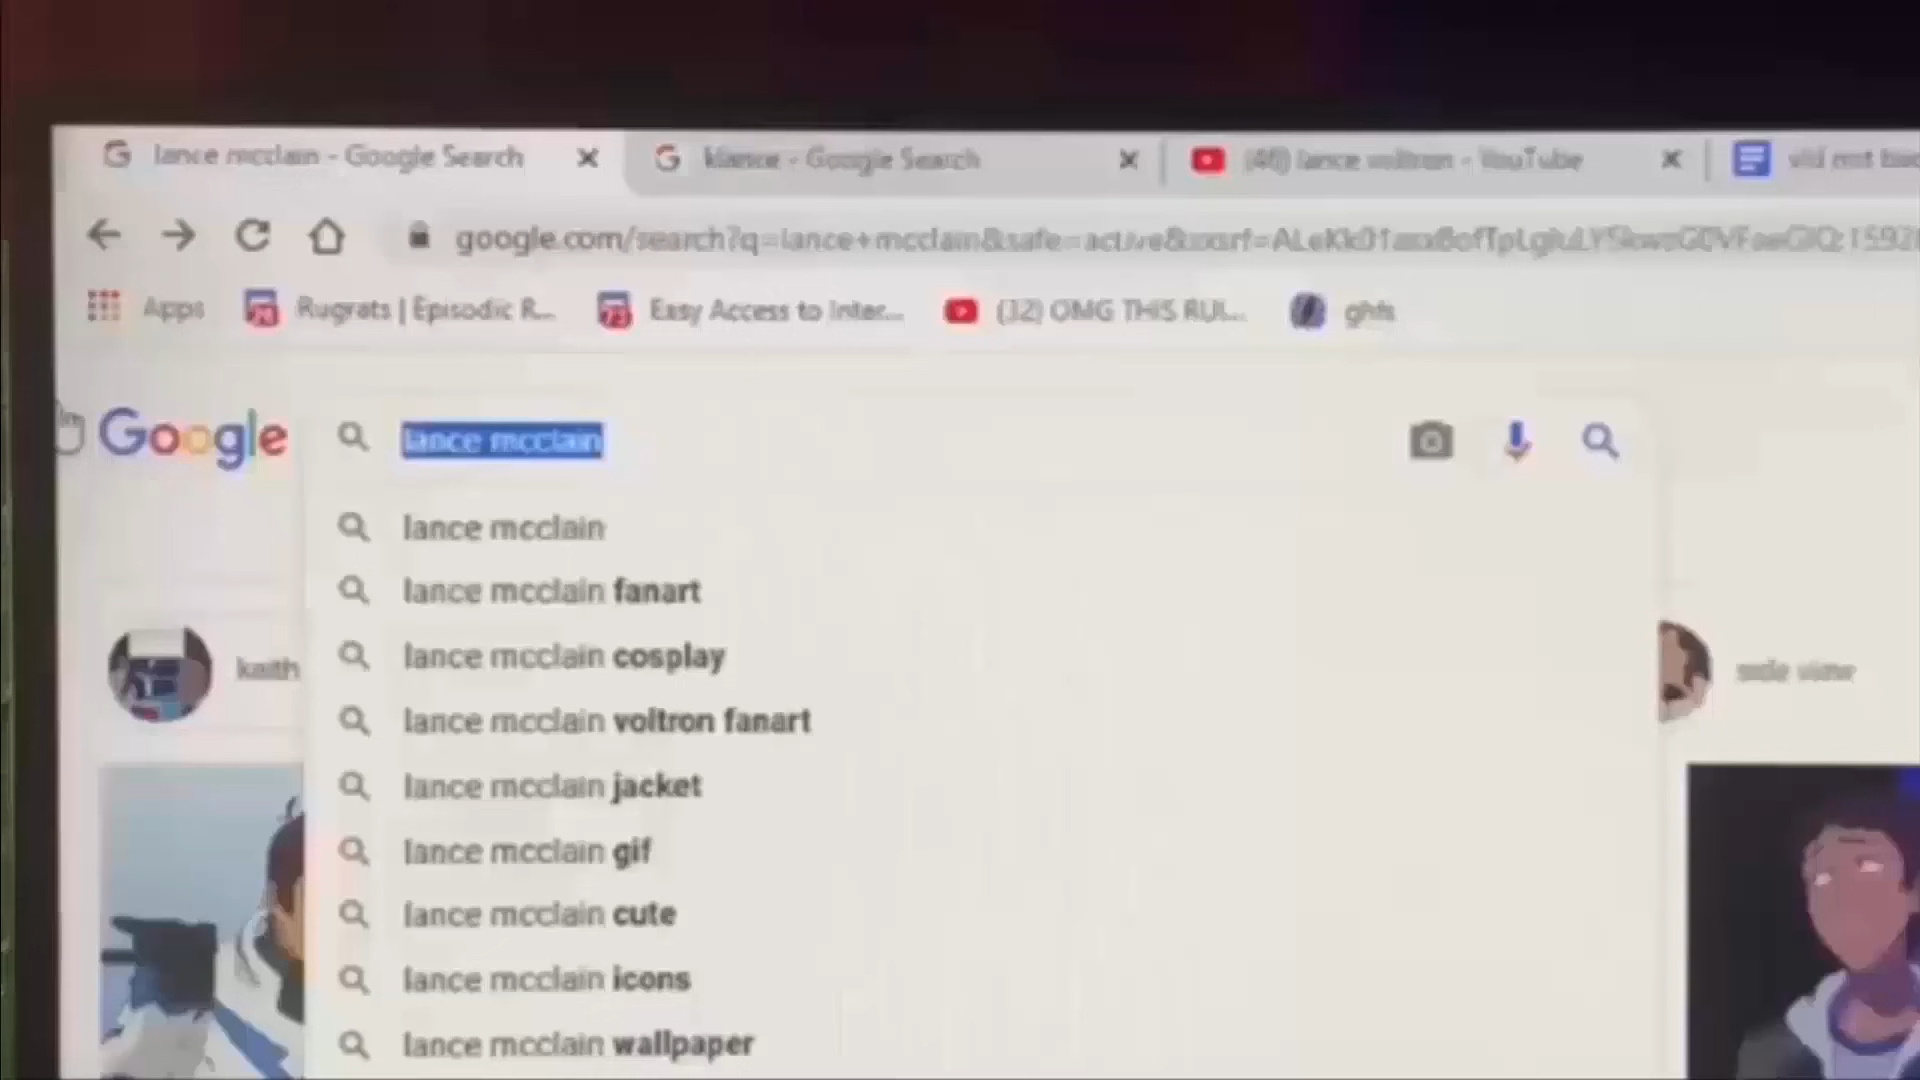 lance mcclain - Google Search
klance - Google Search
(40) lance voltron - YouTube
google.com/search?q=lance+mcclain&safe=active&sxsrf=
Apps
Rugrats | Episodic R...
Easy Access to Inter...
(32) OMG THIS RUL...
ghfs
Google
lance mcclain
lance mcclain
lance mcclain fanart
keith
lance mcclain cosplay
side view
lance mcclain voltron fanart
lance mcclain jacket
lance mcclain gif
lance mcclain cute
lance mcclain icons
lance mcclain wallpaper